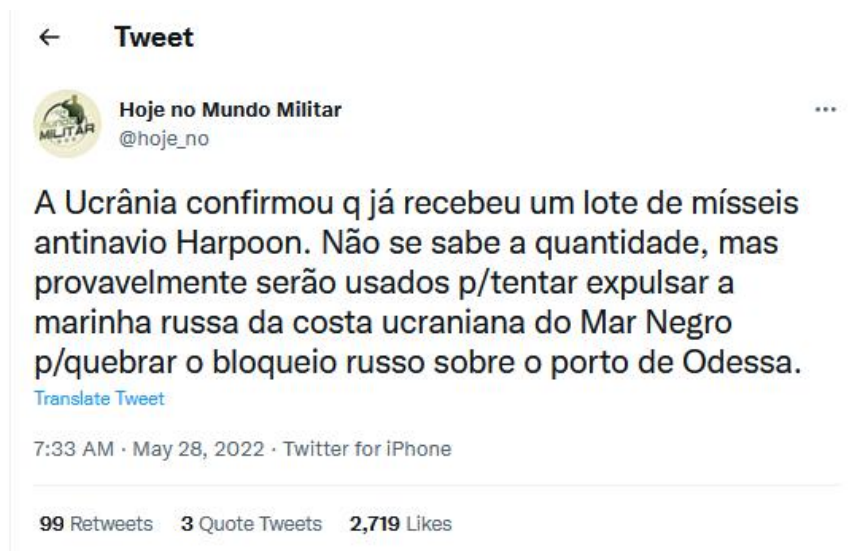 ← Tweet
Hoje no Mundo Militar
@hoje_no
MUNDO
MILITAR
A Ucrânia confirmou q já recebeu um lote de mísseis
antinavio Harpoon. Não se sabe a quantidade, mas
provavelmente serão usados p/tentar expulsar a
marinha russa da costa ucraniana do Mar Negro
p/quebrar o bloqueio russo sobre o porto de Odessa.
Translate Tweet
7:33 AM · May 28, 2022 · Twitter for iPhone
99 Retweets 3 Quote Tweets 2,719 Likes